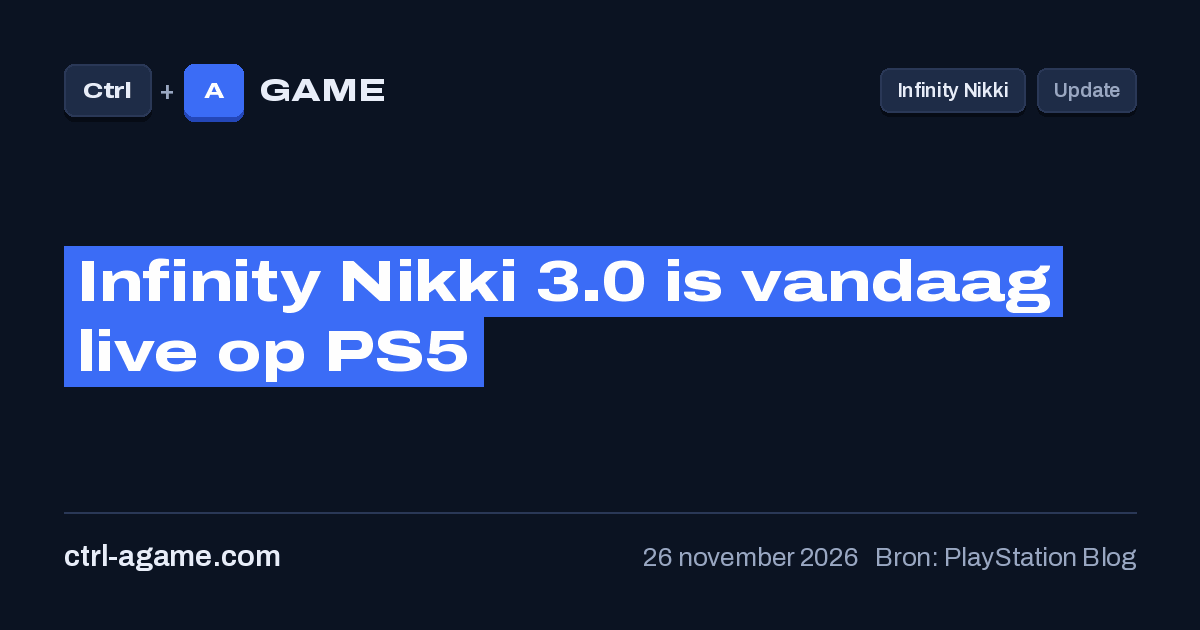 Ctrl + A GAME
Infinity Nikki Update
Infinity Nikki 3.0 is vandaag
live op PS5
ctrl-agame.com
26 november 2026 Bron: PlayStation Blog